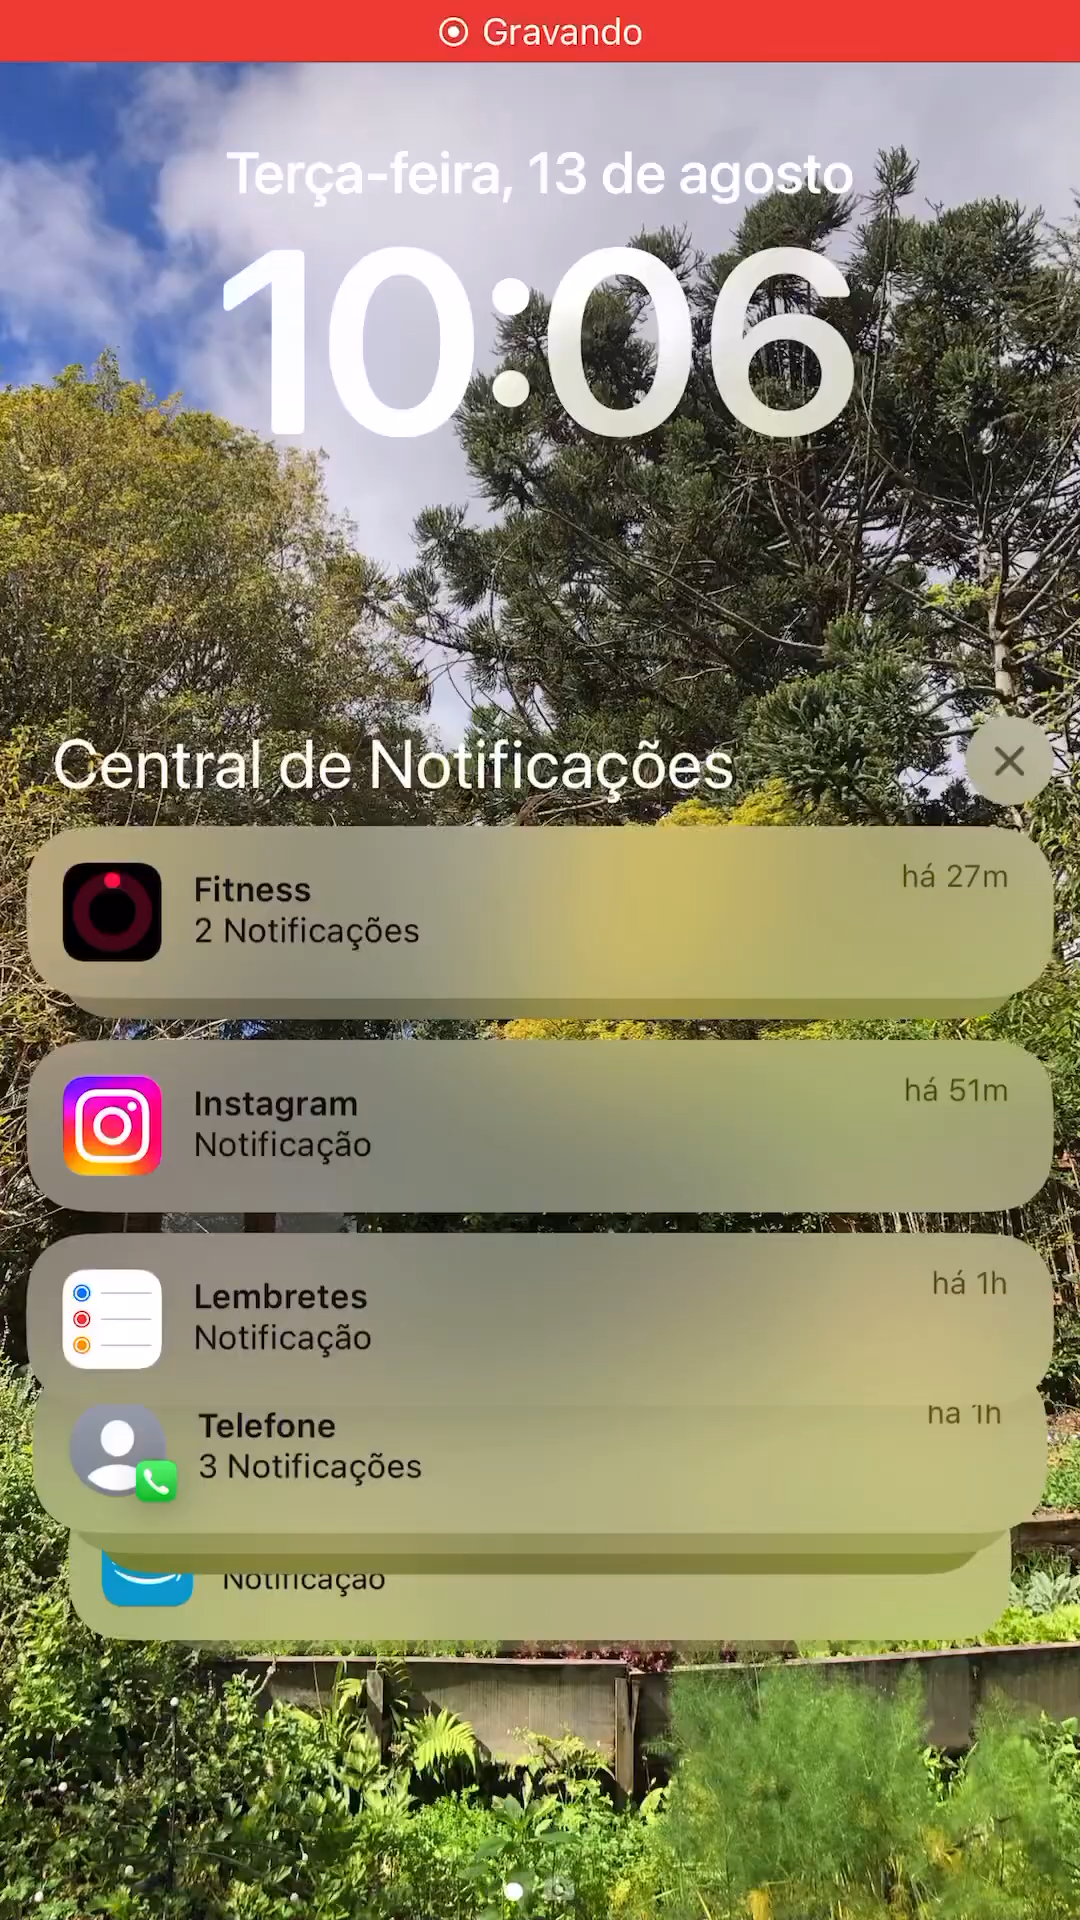 Gravando
Terça-feira, 13 de agosto
10:06
Central de Notificações
Fitness
há 27m
2 Notificações
Instagram
há 51m
Notificação
Lembretes
há 1h
Notificação
Telefone
há 1h
3 Notificações
Notificação